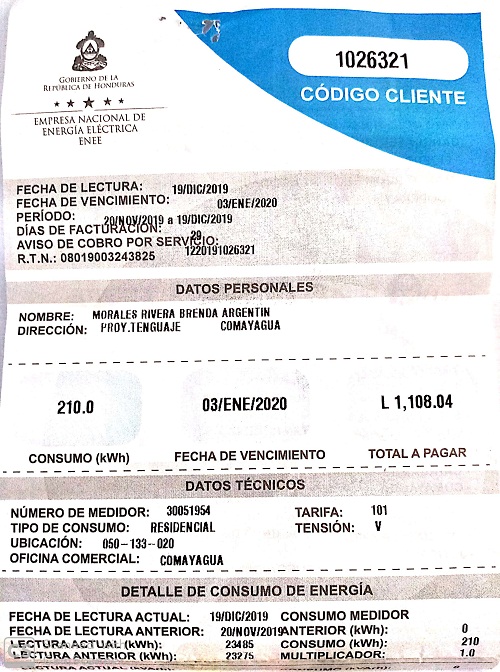 1026321
CÓDIGO CLIENTE
GOBIERNO DE LA
REPÚBLICA DE HONDURAS
EMPRESA NACIONAL DE
ENERGÍA ELÉCTRICA
ENEE
FECHA DE LECTURA: 19/DIC/2019
FECHA DE VENCIMIENTO: 03/ENE/2020
PERÍODO: 20/NOV/2019 a 19/DIC/2019
DÍAS DE FACTURACIÓN: 29
AVISO DE COBRO POR SERVICIO: 1220191026321
R.T.N.: 08019003243825
DATOS PERSONALES
NOMBRE: MORALES RIVERA BRENDA ARGENTIN
DIRECCIÓN: PROY.TENGUAJE COMAYAGUA
210.0 03/ENE/2020 L 1,108.04
CONSUMO (kWh) FECHA DE VENCIMIENTO TOTAL A PAGAR
DATOS TÉCNICOS
NÚMERO DE MEDIDOR: 30051954 TARIFA: 101
TIPO DE CONSUMO: RESIDENCIAL TENSIÓN: V
UBICACIÓN: 050-133--020
OFICINA COMERCIAL: COMAYAGUA
DETALLE DE CONSUMO DE ENERGÍA
FECHA DE LECTURA ACTUAL: 19/DIC/2019 CONSUMO MEDIDOR
FECHA DE LECTURA ANTERIOR: 20/NOV/2019 ANTERIOR (kWh): 0
LECTURA ACTUAL (kWh): 23485 CONSUMO (kWh): 210
LECTURA ANTERIOR (kWh): 23275 MULTIPLICADOR: 1.0